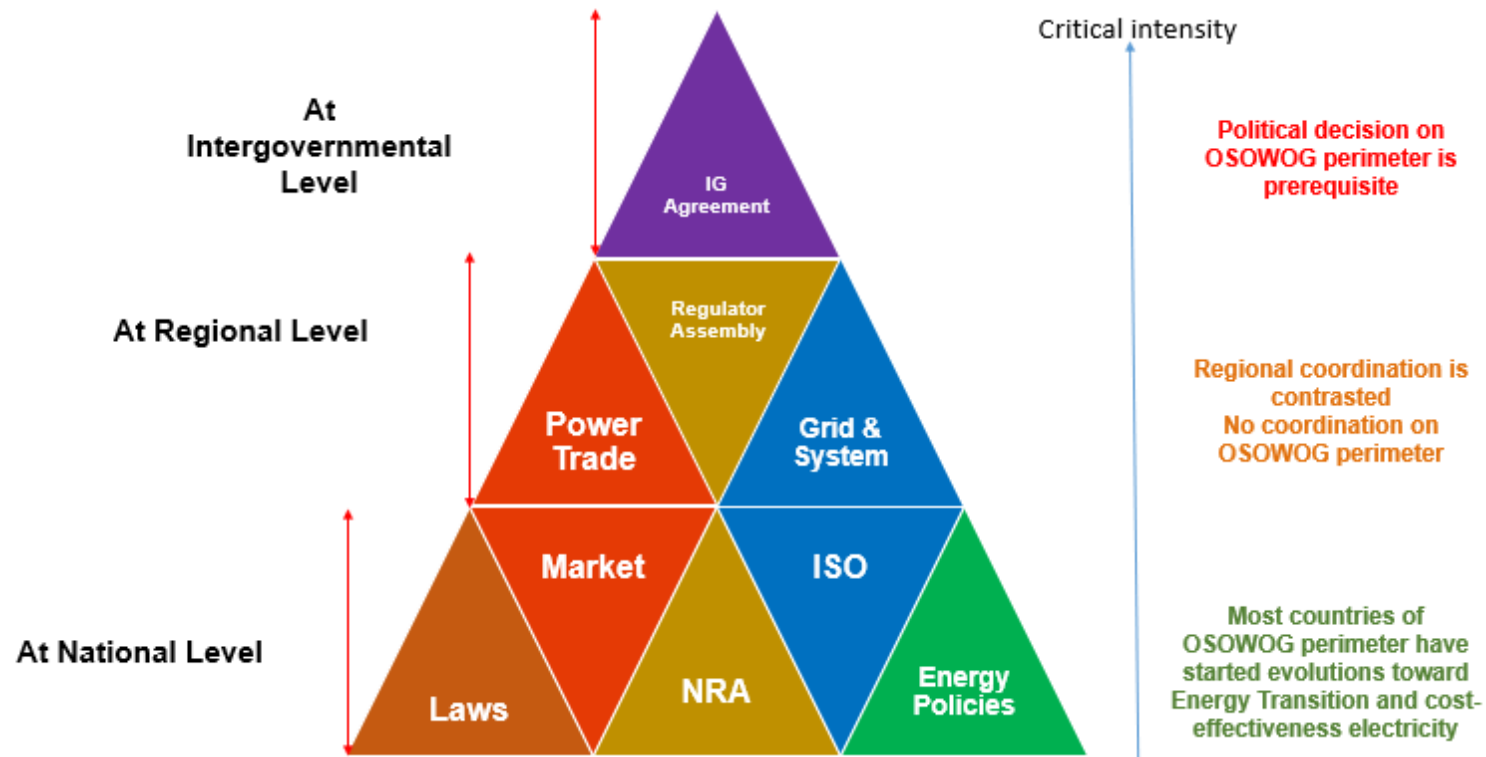 Critical intensity
At
Intergovernmental
Level
IG
Agreement
Political decision on
OSOWOG perimeter is
prerequisite
At Regional Level
Regulator
Assembly
Power
Trade
Grid &
System
Regional coordination is
contrasted
No coordination on
OSOWOG perimeter
At National Level
Laws
Market
NRA
ISO
Energy
Policies
Most countries of
OSOWOG perimeter have
started evolutions toward
Energy Transition and cost-
effectiveness electricity